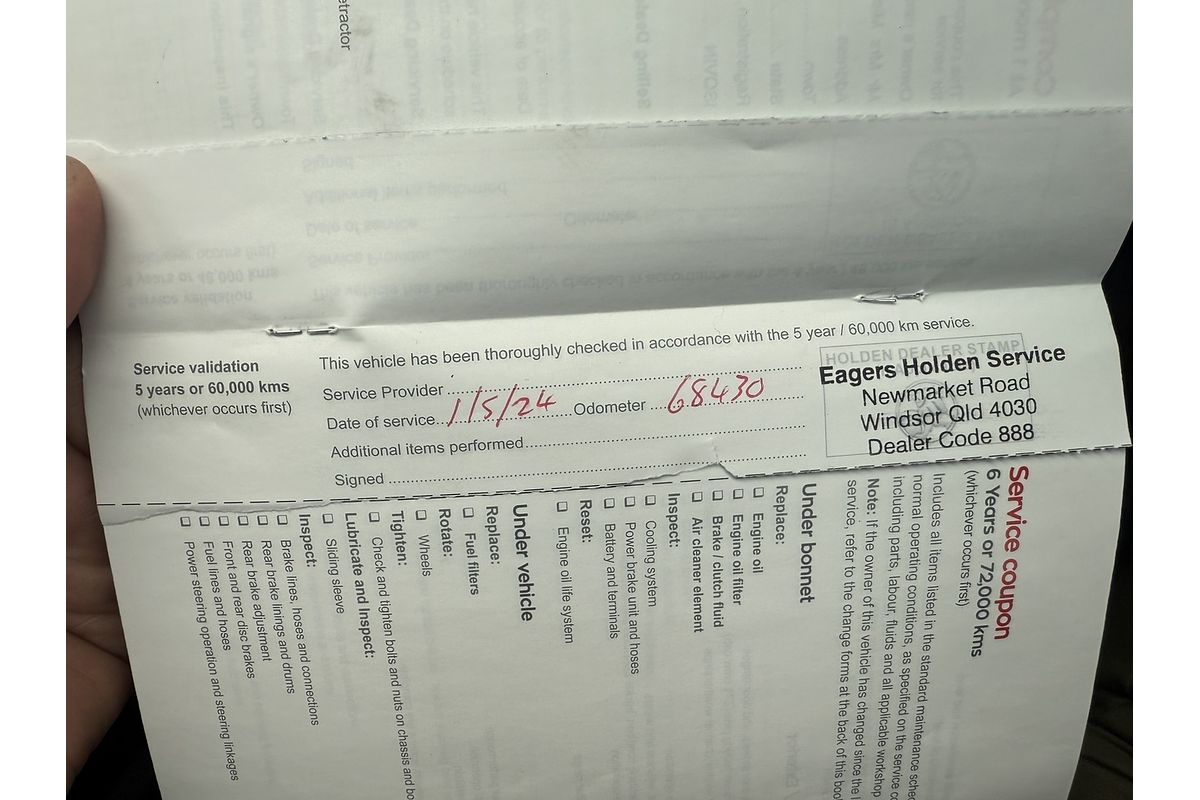 etractor
Service validation
5 years or 60,000 kms
(whichever occurs first)
This vehicle has been thoroughly checked in accordance with the 5 year / 60,000 km service.
Service Provider
Date of service 1/5/24 Odometer 68430
Additional items performed
Signed
HOLDEN DEALER STAMP
Eagers Holden Service
Newmarket Road
Windsor Qld 4030
Dealer Code 888
Service coupon
6 Years or 72,000 kms
(whichever occurs first)
Includes all items listed in the standard maintenance sched
normal operating conditions, as specified on the service co
including parts, labour, fluids and all applicable workshop
Note: If the owner of this vehicle has changed since the l
service, refer to the change forms at the back of this boo
Under bonnet
Replace:
❑ Engine oil
❑ Engine oil filter
❑ Brake / clutch fluid
❑ Air cleaner element
Inspect:
❑ Cooling system
❑ Power brake unit and hoses
❑ Battery and terminals
Reset:
❑ Engine oil life system
Under vehicle
Replace:
❑ Fuel filters
Rotate:
❑ Wheels
Tighten:
❑ Check and tighten bolts and nuts on chassis and bo
Lubricate and Inspect:
❑ Sliding sleeve
Inspect:
❑ Brake lines, hoses and connections
❑ Rear brake linings and drums
❑ Rear brake adjustment
❑ Front and rear disc brakes
❑ Fuel lines and hoses
❑ Power steering operation and steering linkages